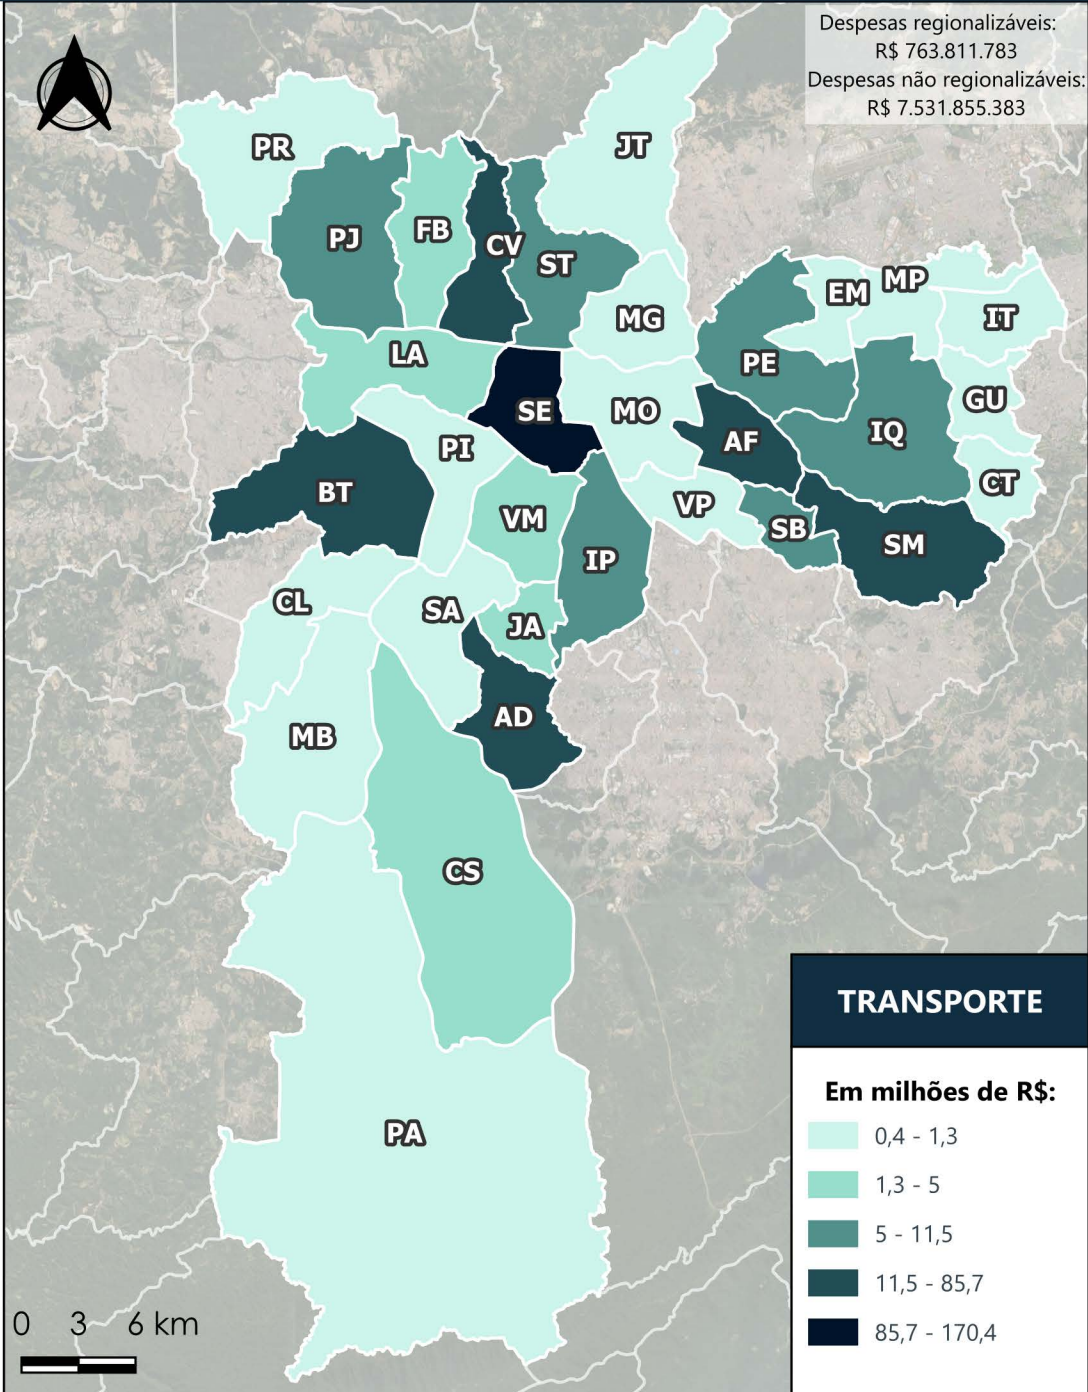 Despesas regionalizáveis:
R$ 763.811.783
Despesas não regionalizáveis:
R$ 7.531.855.383
PR
JT
PJ
FB
CV
ST
MG
EM
MP
IT
PE
LA
SE
MO
AF
IQ
GU
CT
PI
BT
VM
IP
VP
SB
SM
CL
SA
JA
AD
MB
CS
PA
TRANSPORTE
Em milhões de R$:
0,4 - 1,3
1,3 - 5
5 - 11,5
11,5 - 85,7
85,7 - 170,4
0 3 6 km